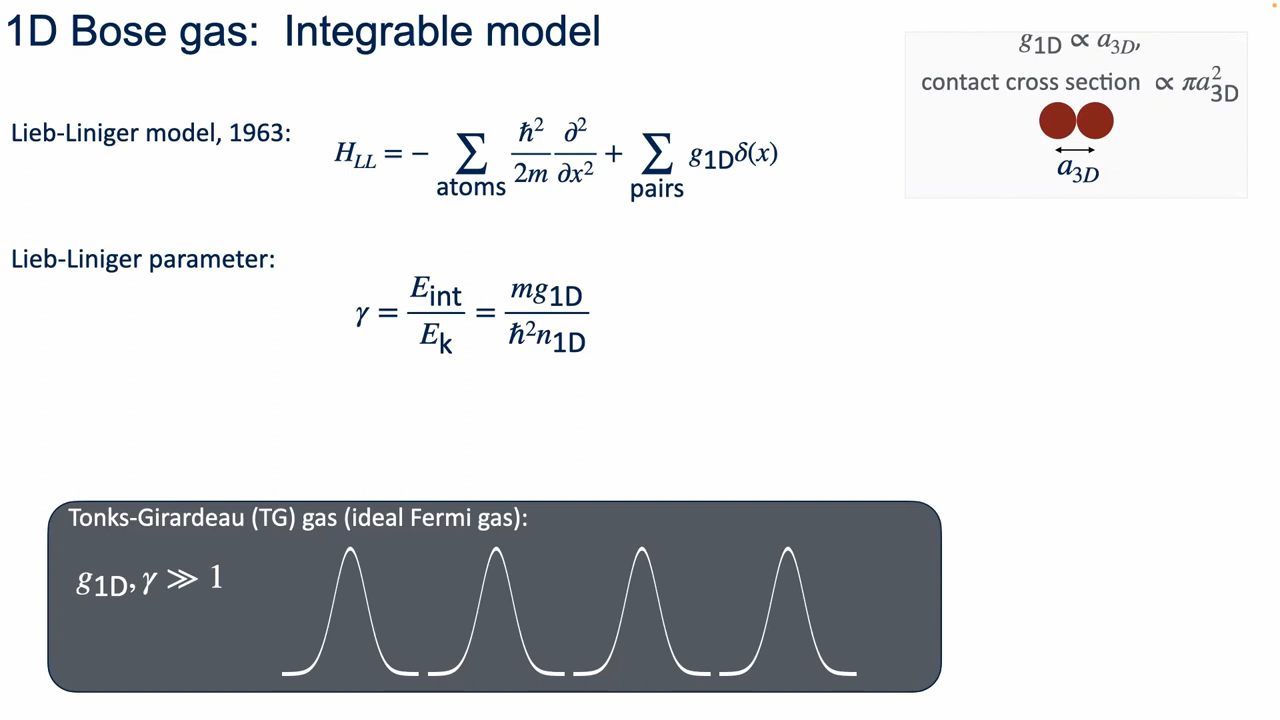 1D Bose gas: Integrable model
g1D ∝ a3D,
contact cross section ∝ πa²3D
a3D
Lieb-Liniger model, 1963:
HLL = − ∑atoms ħ²/2m ∂²/∂x² + ∑pairs g1Dδ(x)
Lieb-Liniger parameter:
γ = Eint/Ek = mg1D/ħ²n1D
Tonks-Girardeau (TG) gas (ideal Fermi gas):
g1D, γ ≫ 1